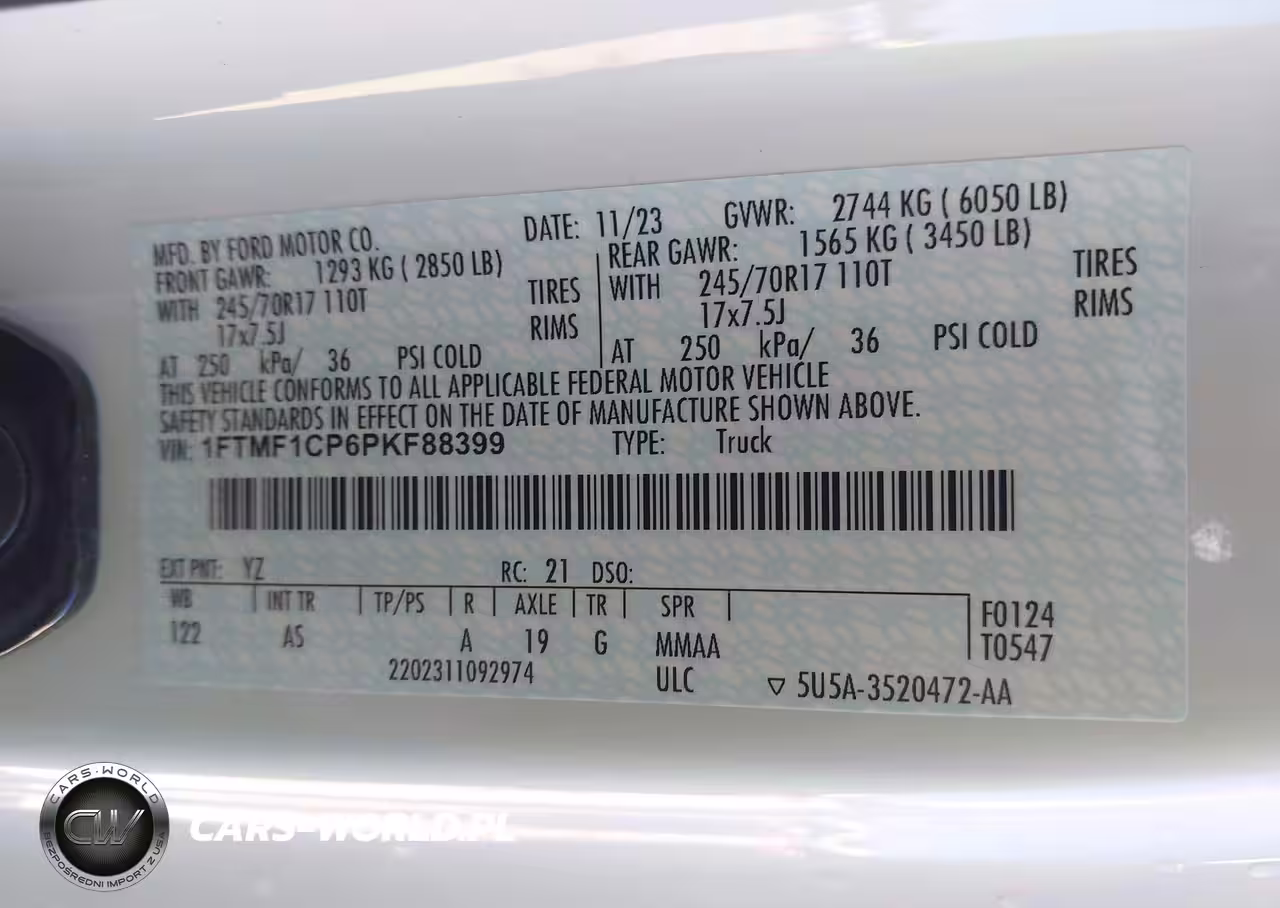 MFD. BY FORD MOTOR CO. DATE: 11/23 GVWR: 2744 KG ( 6050 LB)
FRONT GAWR: 1293 KG ( 2850 LB) REAR GAWR: 1565 KG ( 3450 LB)
WITH 245/70R17 110T TIRES WITH 245/70R17 110T TIRES
17x7.5J RIMS 17x7.5J RIMS
AT 250 kPa/ 36 PSI COLD AT 250 kPa/ 36 PSI COLD
THIS VEHICLE CONFORMS TO ALL APPLICABLE FEDERAL MOTOR VEHICLE
SAFETY STANDARDS IN EFFECT ON THE DATE OF MANUFACTURE SHOWN ABOVE.
VIN: 1FTMF1CP6PKF88399 TYPE: Truck
EXT PNT: YZ RC: 21 DSO:
WB INT TR TP/PS R AXLE TR SPR F0124
122 AS A 19 G MMAA T0547
2202311092974 ULC ▽ 5U5A-3520472-AA
CARS-WORLD
CW
BEZPOŚREDNI IMPORT Z USA
CARS-WORLD.PL